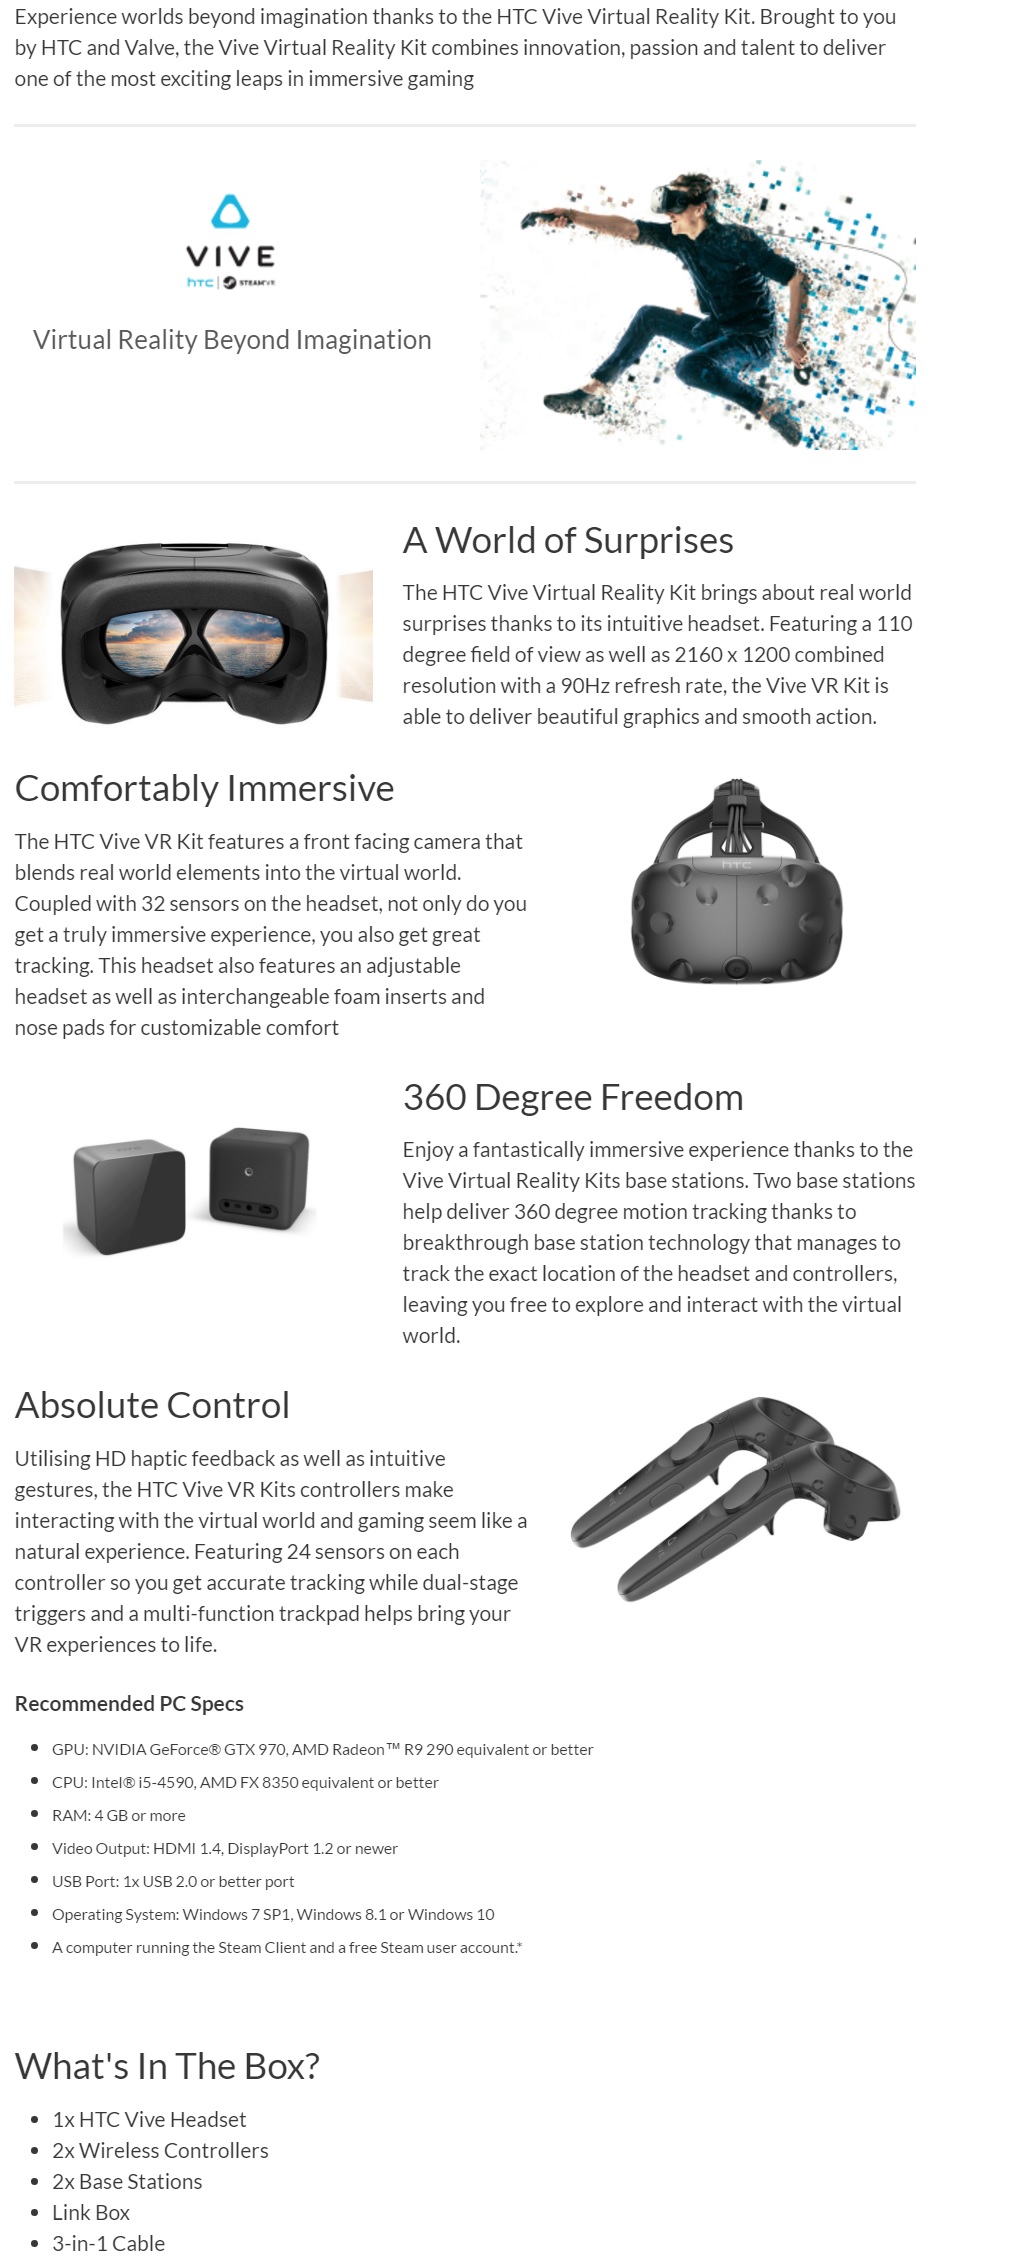 Experience worlds beyond imagination thanks to the HTC Vive Virtual Reality Kit. Brought to you
by HTC and Valve, the Vive Virtual Reality Kit combines innovation, passion and talent to deliver
one of the most exciting leaps in immersive gaming
VIVE
hTC | STEAMVR
Virtual Reality Beyond Imagination
A World of Surprises
The HTC Vive Virtual Reality Kit brings about real world
surprises thanks to its intuitive headset. Featuring a 110
degree field of view as well as 2160 x 1200 combined
resolution with a 90Hz refresh rate, the Vive VR Kit is
able to deliver beautiful graphics and smooth action.
Comfortably Immersive
The HTC Vive VR Kit features a front facing camera that
blends real world elements into the virtual world.
Coupled with 32 sensors on the headset, not only do you
get a truly immersive experience, you also get great
tracking. This headset also features an adjustable
headset as well as interchangeable foam inserts and
nose pads for customizable comfort
hTC
360 Degree Freedom
Enjoy a fantastically immersive experience thanks to the
Vive Virtual Reality Kits base stations. Two base stations
help deliver 360 degree motion tracking thanks to
breakthrough base station technology that manages to
track the exact location of the headset and controllers,
leaving you free to explore and interact with the virtual
world.
Absolute Control
Utilising HD haptic feedback as well as intuitive
gestures, the HTC Vive VR Kits controllers make
interacting with the virtual world and gaming seem like a
natural experience. Featuring 24 sensors on each
controller so you get accurate tracking while dual-stage
triggers and a multi-function trackpad helps bring your
VR experiences to life.
Recommended PC Specs
• GPU: NVIDIA GeForce® GTX 970, AMD Radeon™ R9 290 equivalent or better
• CPU: Intel® i5-4590, AMD FX 8350 equivalent or better
• RAM: 4 GB or more
• Video Output: HDMI 1.4, DisplayPort 1.2 or newer
• USB Port: 1x USB 2.0 or better port
• Operating System: Windows 7 SP1, Windows 8.1 or Windows 10
• A computer running the Steam Client and a free Steam user account.*
What's In The Box?
• 1x HTC Vive Headset
• 2x Wireless Controllers
• 2x Base Stations
• Link Box
• 3-in-1 Cable